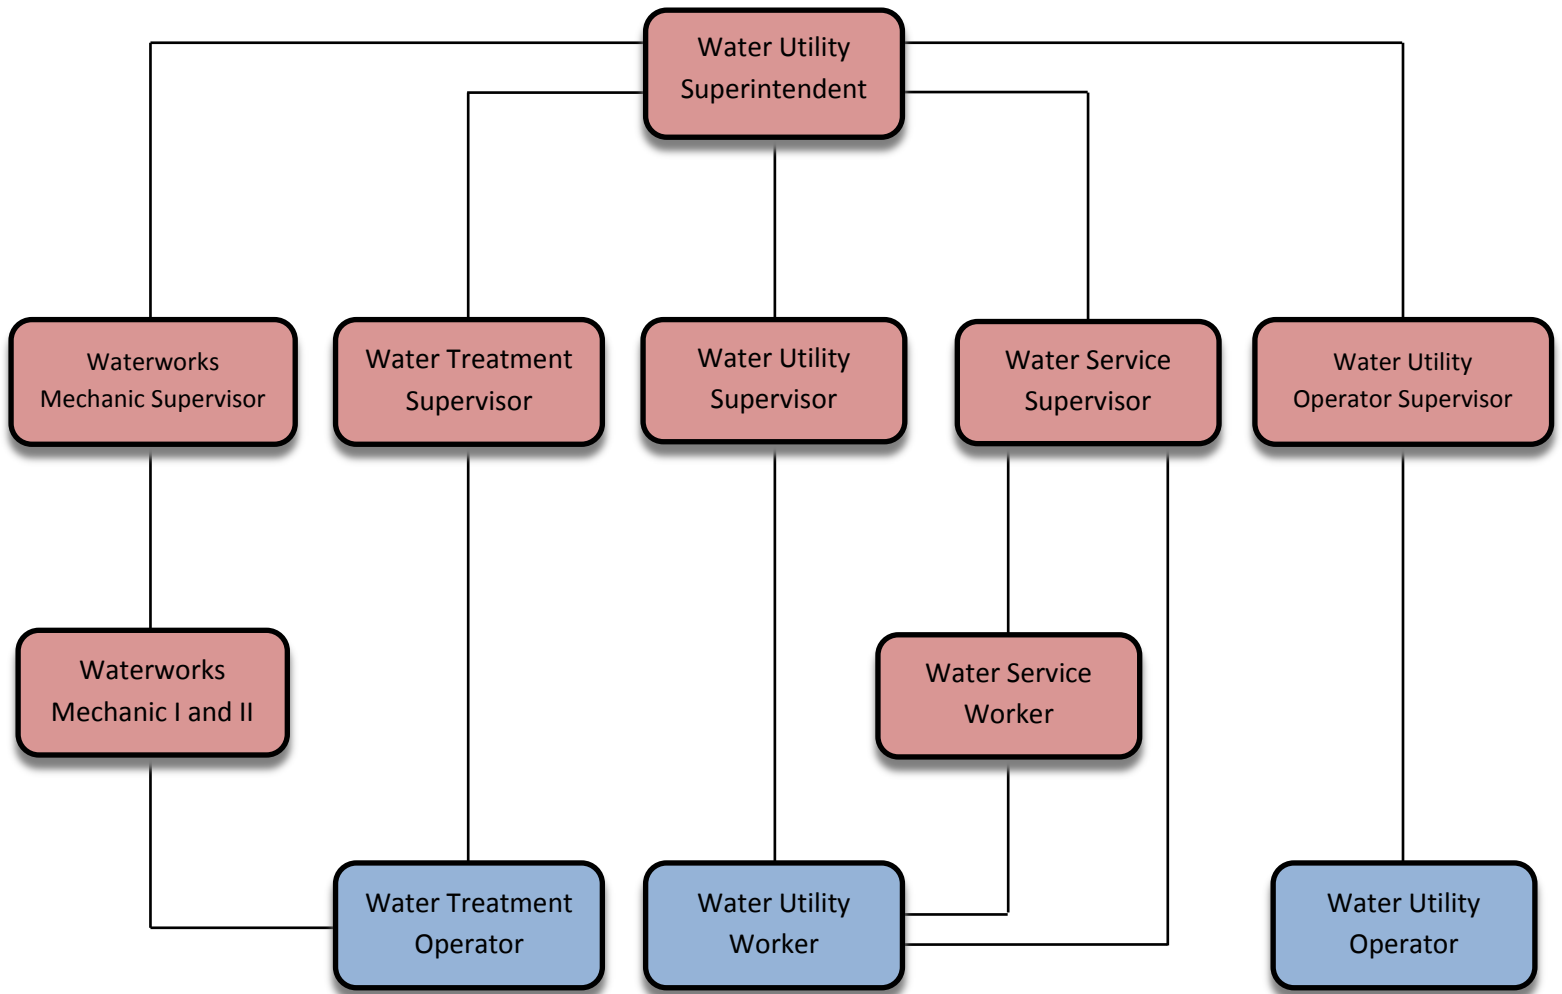 Water Utility
Superintendent
Waterworks
Mechanic Supervisor
Water Treatment
Supervisor
Water Utility
Supervisor
Water Service
Supervisor
Water Utility
Operator Supervisor
Waterworks
Mechanic I and II
Water Service
Worker
Water Treatment
Operator
Water Utility
Worker
Water Utility
Operator